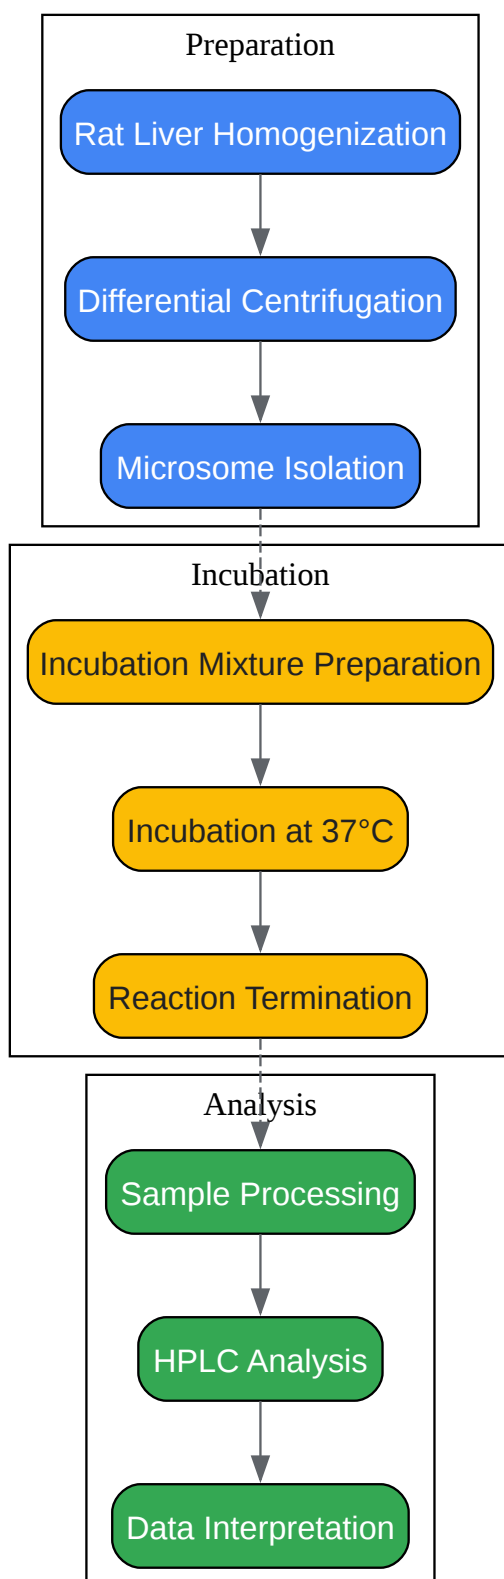 Preparation
Rat Liver Homogenization
Differential Centrifugation
Microsome Isolation
Incubation
Incubation Mixture Preparation
Incubation at 37°C
Reaction Termination
Analysis
Sample Processing
HPLC Analysis
Data Interpretation